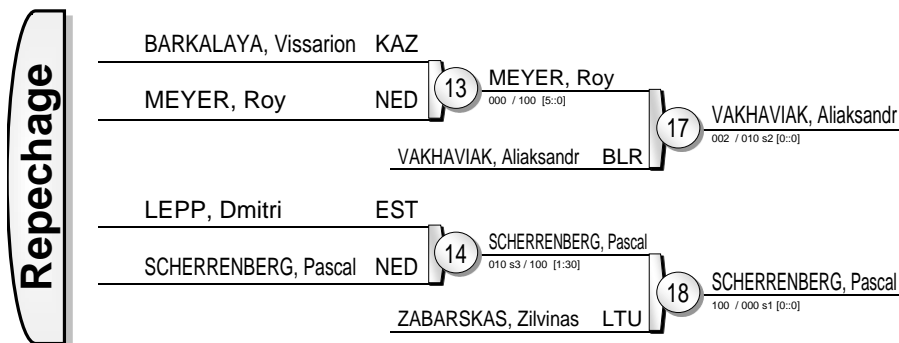 Repechage
BARKALAYA, Vissarion KAZ
MEYER, Roy NED
13
MEYER, Roy
000 / 100 [5::0]
VAKHAVIAK, Aliaksandr BLR
17
VAKHAVIAK, Aliaksandr
002 / 010 s2 [0::0]
LEPP, Dmitri EST
SCHERRENBERG, Pascal NED
14
SCHERRENBERG, Pascal
010 s3 / 100 [1:30]
ZABARSKAS, Zilvinas LTU
18
SCHERRENBERG, Pascal
100 / 000 s1 [0::0]